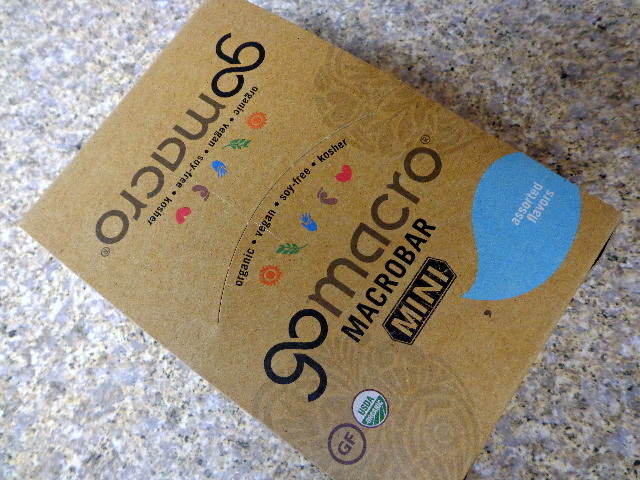 gomacro®
organic • vegan • soy-free • kosher
organic • vegan • soy-free • kosher
gomacro®
MACROBAR
MINI
assorted
flavors
USDA
ORGANIC
GF